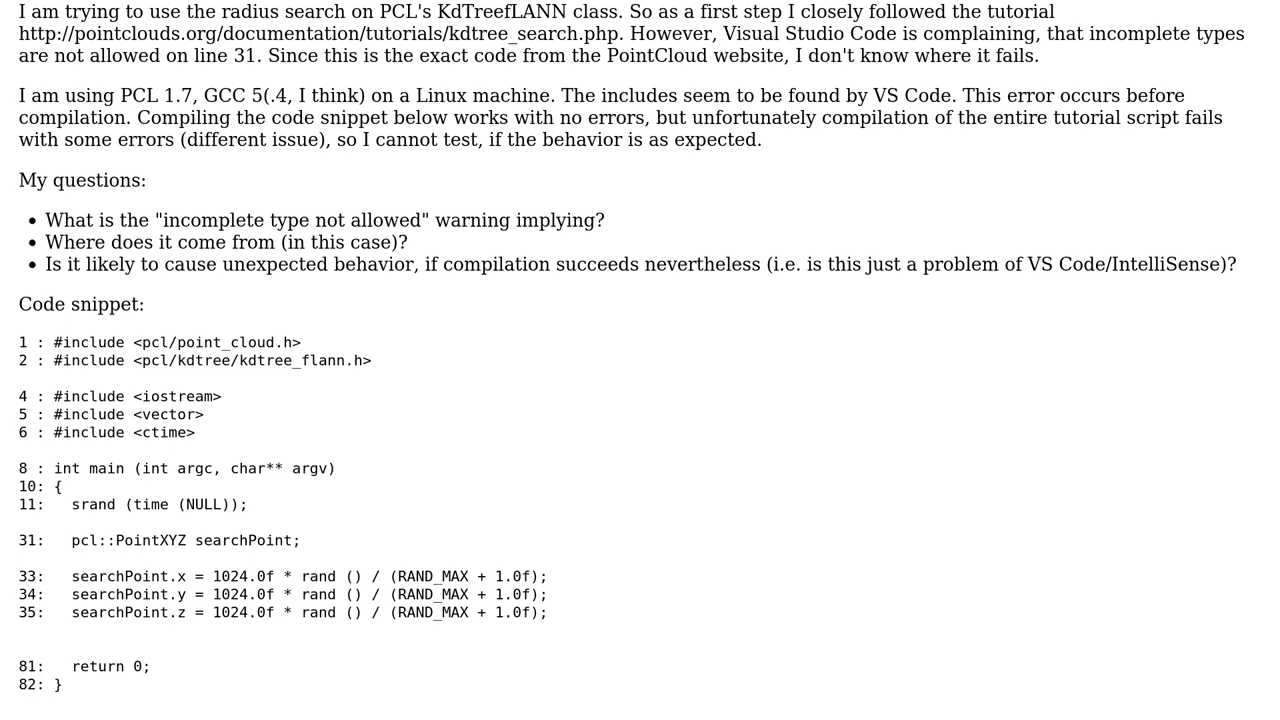 I am trying to use the radius search on PCL's KdTreefLANN class. So as a first step I closely followed the tutorial
http://pointclouds.org/documentation/tutorials/kdtree_search.php. However, Visual Studio Code is complaining, that incomplete types
are not allowed on line 31. Since this is the exact code from the PointCloud website, I don't know where it fails.
I am using PCL 1.7, GCC 5(.4, I think) on a Linux machine. The includes seem to be found by VS Code. This error occurs before
compilation. Compiling the code snippet below works with no errors, but unfortunately compilation of the entire tutorial script fails
with some errors (different issue), so I cannot test, if the behavior is as expected.
My questions:
• What is the "incomplete type not allowed" warning implying?
• Where does it come from (in this case)?
• Is it likely to cause unexpected behavior, if compilation succeeds nevertheless (i.e. is this just a problem of VS Code/IntelliSense)?
Code snippet:
1 : #include <pcl/point_cloud.h>
2 : #include <pcl/kdtree/kdtree_flann.h>
4 : #include <iostream>
5 : #include <vector>
6 : #include <ctime>
8 : int main (int argc, char** argv)
10: {
11:   srand (time (NULL));
31:   pcl::PointXYZ searchPoint;
33:   searchPoint.x = 1024.0f * rand () / (RAND_MAX + 1.0f);
34:   searchPoint.y = 1024.0f * rand () / (RAND_MAX + 1.0f);
35:   searchPoint.z = 1024.0f * rand () / (RAND_MAX + 1.0f);
81:   return 0;
82: }